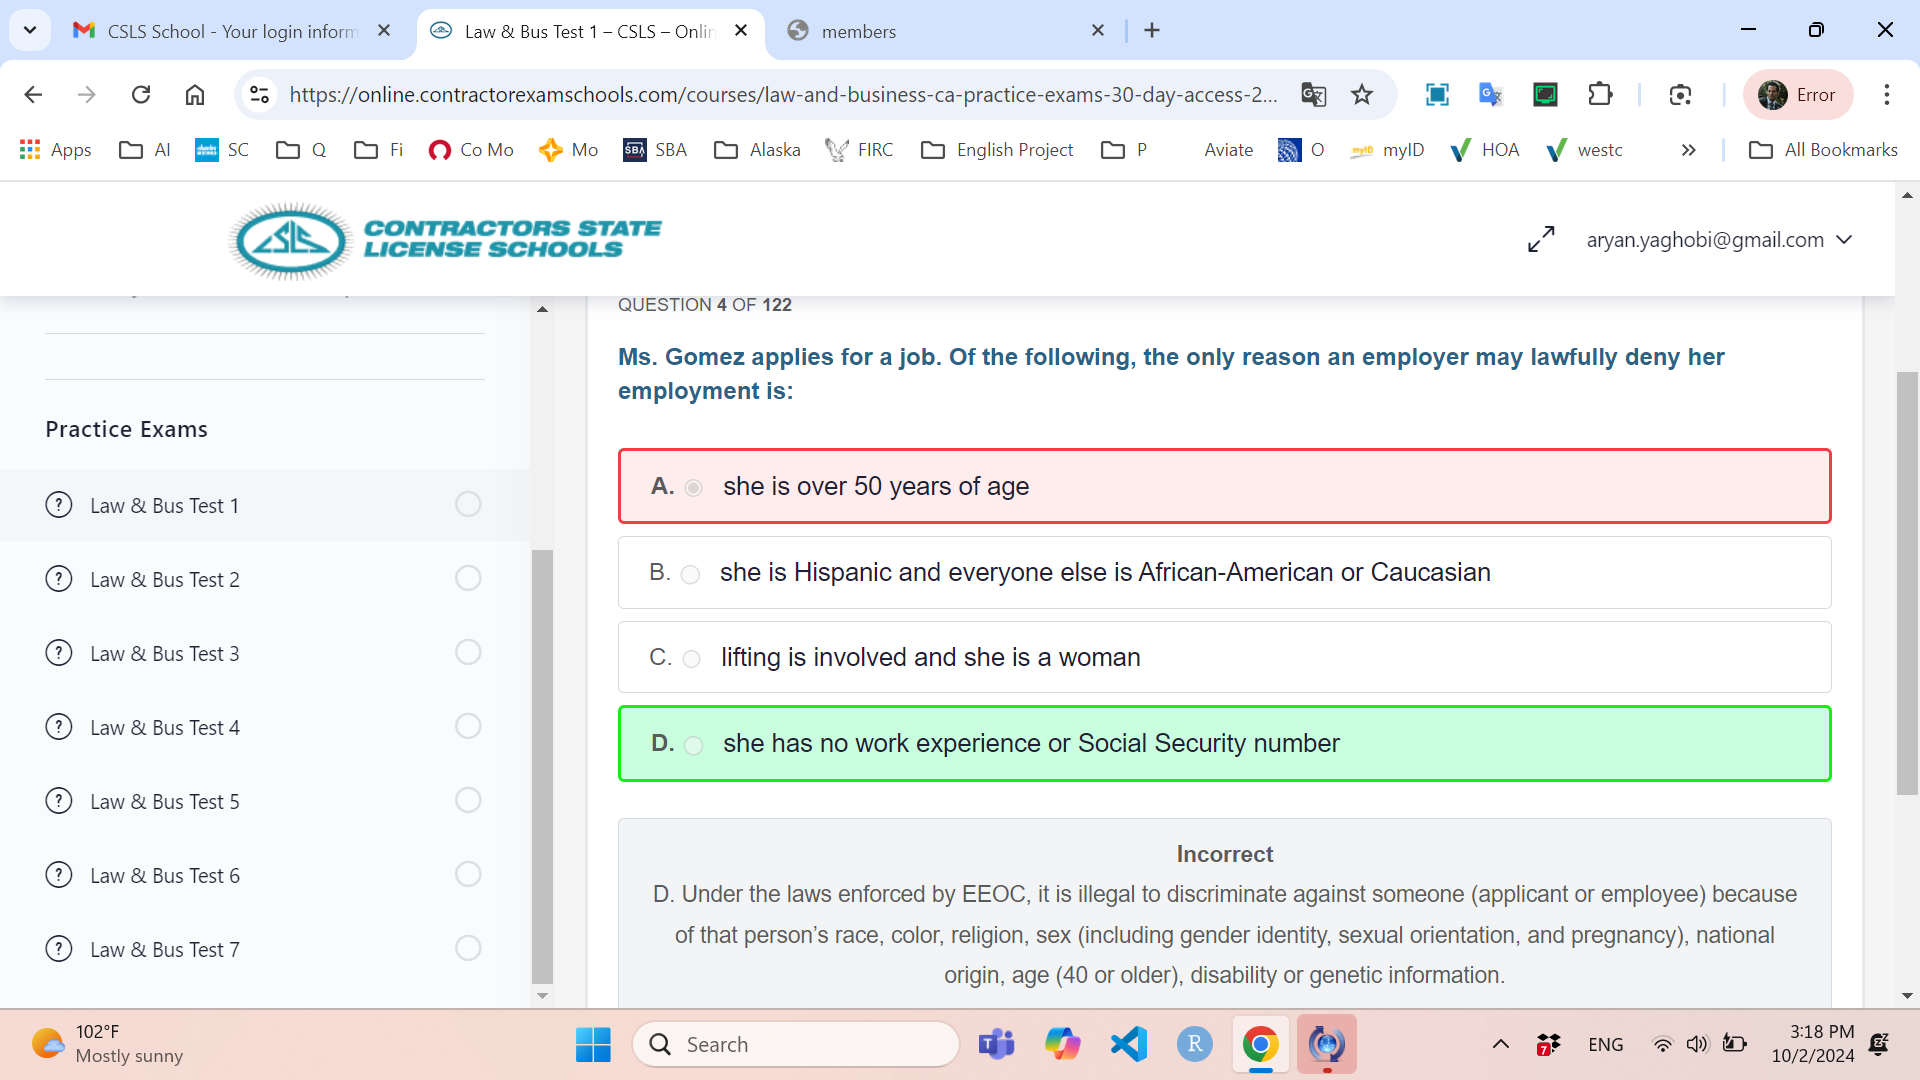 CSLS School - Your login inform
Law & Bus Test 1 – CSLS – Onlin
members
https://online.contractorexamschools.com/courses/law-and-business-ca-practice-exams-30-day-access-2...
Error
Apps
AI
SC
Q
Fi
Co Mo
Mo
SBA
SBA
Alaska
FIRC
English Project
P
Aviate
O
myID
myID
HOA
westc
All Bookmarks
CSLS
CONTRACTORS STATE
LICENSE SCHOOLS
aryan.yaghobi@gmail.com
Practice Exams
? Law & Bus Test 1
? Law & Bus Test 2
? Law & Bus Test 3
? Law & Bus Test 4
? Law & Bus Test 5
? Law & Bus Test 6
? Law & Bus Test 7
QUESTION 4 OF 122
Ms. Gomez applies for a job. Of the following, the only reason an employer may lawfully deny her
employment is:
A. she is over 50 years of age
B. she is Hispanic and everyone else is African-American or Caucasian
C. lifting is involved and she is a woman
D. she has no work experience or Social Security number
Incorrect
D. Under the laws enforced by EEOC, it is illegal to discriminate against someone (applicant or employee) because
of that person’s race, color, religion, sex (including gender identity, sexual orientation, and pregnancy), national
origin, age (40 or older), disability or genetic information.
102°F
Mostly sunny
Search
R
7
ENG
3:18 PM
10/2/2024